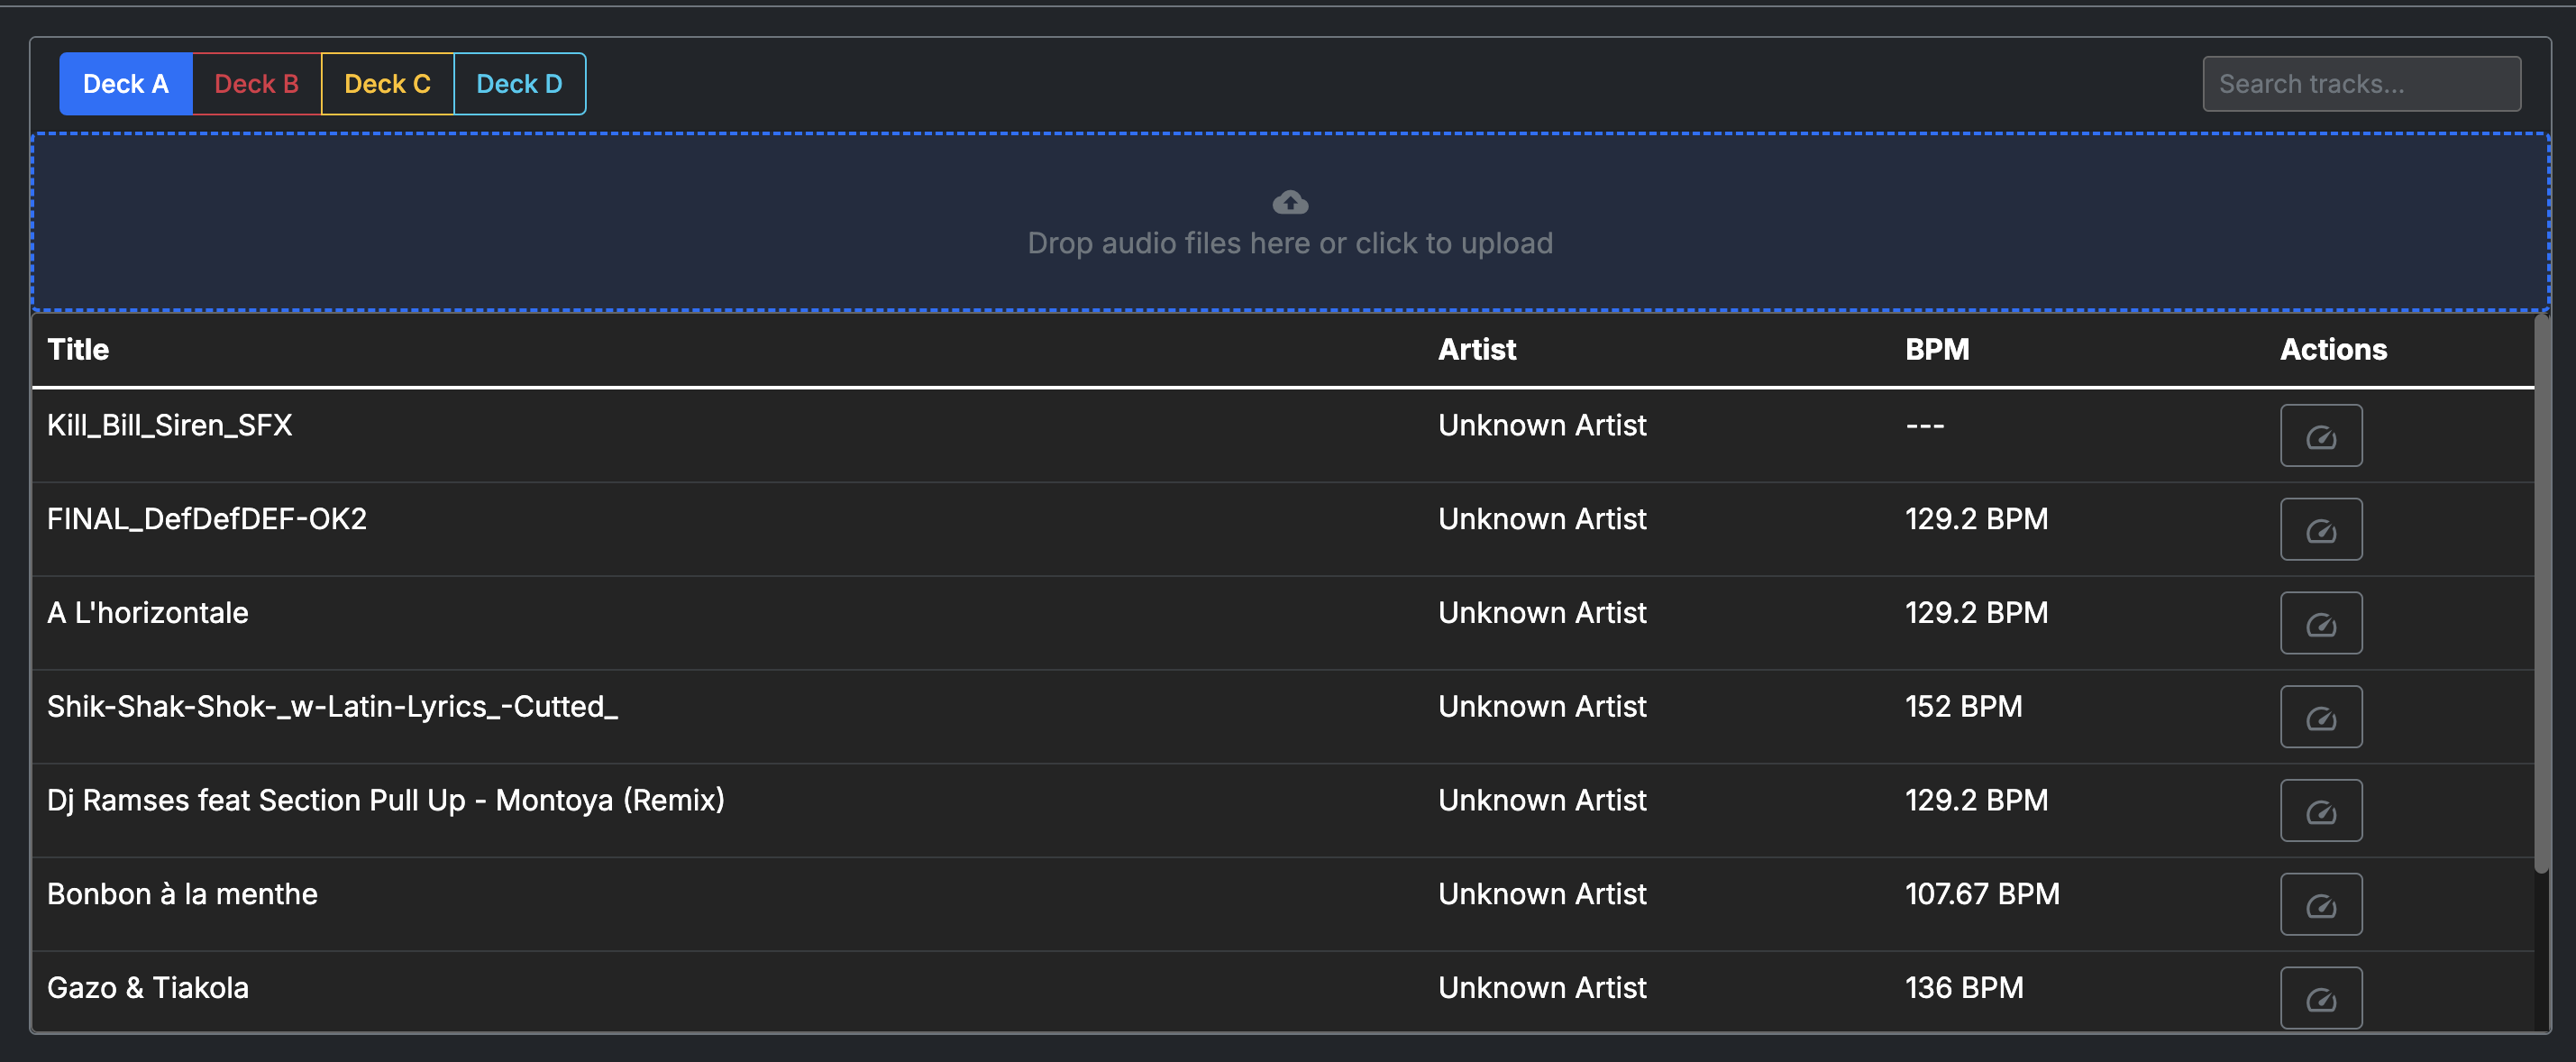 Deck A Deck B Deck C Deck D Search tracks...
Drop audio files here or click to upload
Title Artist BPM Actions
Kill_Bill_Siren_SFX Unknown Artist ---
FINAL_DefDefDEF-OK2 Unknown Artist 129.2 BPM
A L'horizontale Unknown Artist 129.2 BPM
Shik-Shak-Shok-_w-Latin-Lyrics_-Cutted_ Unknown Artist 152 BPM
Dj Ramses feat Section Pull Up - Montoya (Remix) Unknown Artist 129.2 BPM
Bonbon à la menthe Unknown Artist 107.67 BPM
Gazo & Tiakola Unknown Artist 136 BPM